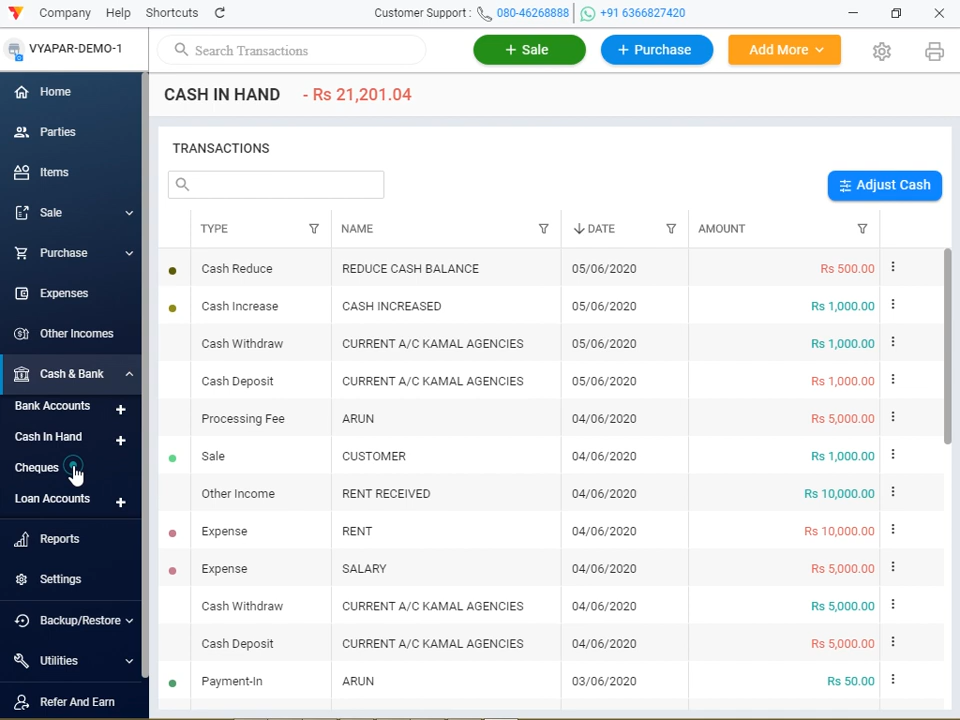 Company Help Shortcuts Customer Support : 080-46268888 +91 6366827420
VYAPAR-DEMO-1 Search Transactions + Sale + Purchase Add More
Home
Parties
Items
Sale
Purchase
Expenses
Other Incomes
Cash & Bank
Bank Accounts +
Cash In Hand +
Cheques
Loan Accounts +
Reports
Settings
Backup/Restore
Utilities
Refer And Earn
CASH IN HAND - Rs 21,201.04
TRANSACTIONS
Adjust Cash
TYPE NAME DATE AMOUNT
Cash Reduce REDUCE CASH BALANCE 05/06/2020 Rs 500.00
Cash Increase CASH INCREASED 05/06/2020 Rs 1,000.00
Cash Withdraw CURRENT A/C KAMAL AGENCIES 05/06/2020 Rs 1,000.00
Cash Deposit CURRENT A/C KAMAL AGENCIES 05/06/2020 Rs 1,000.00
Processing Fee ARUN 04/06/2020 Rs 5,000.00
Sale CUSTOMER 04/06/2020 Rs 1,000.00
Other Income RENT RECEIVED 04/06/2020 Rs 10,000.00
Expense RENT 04/06/2020 Rs 10,000.00
Expense SALARY 04/06/2020 Rs 5,000.00
Cash Withdraw CURRENT A/C KAMAL AGENCIES 04/06/2020 Rs 5,000.00
Cash Deposit CURRENT A/C KAMAL AGENCIES 04/06/2020 Rs 5,000.00
Payment-In ARUN 03/06/2020 Rs 50.00